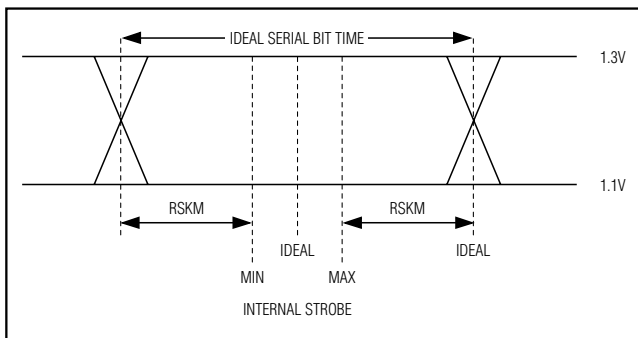 IDEAL SERIAL BIT TIME
1.3V
1.1V
RSKM
RSKM
IDEAL
IDEAL
MIN
MAX
INTERNAL STROBE